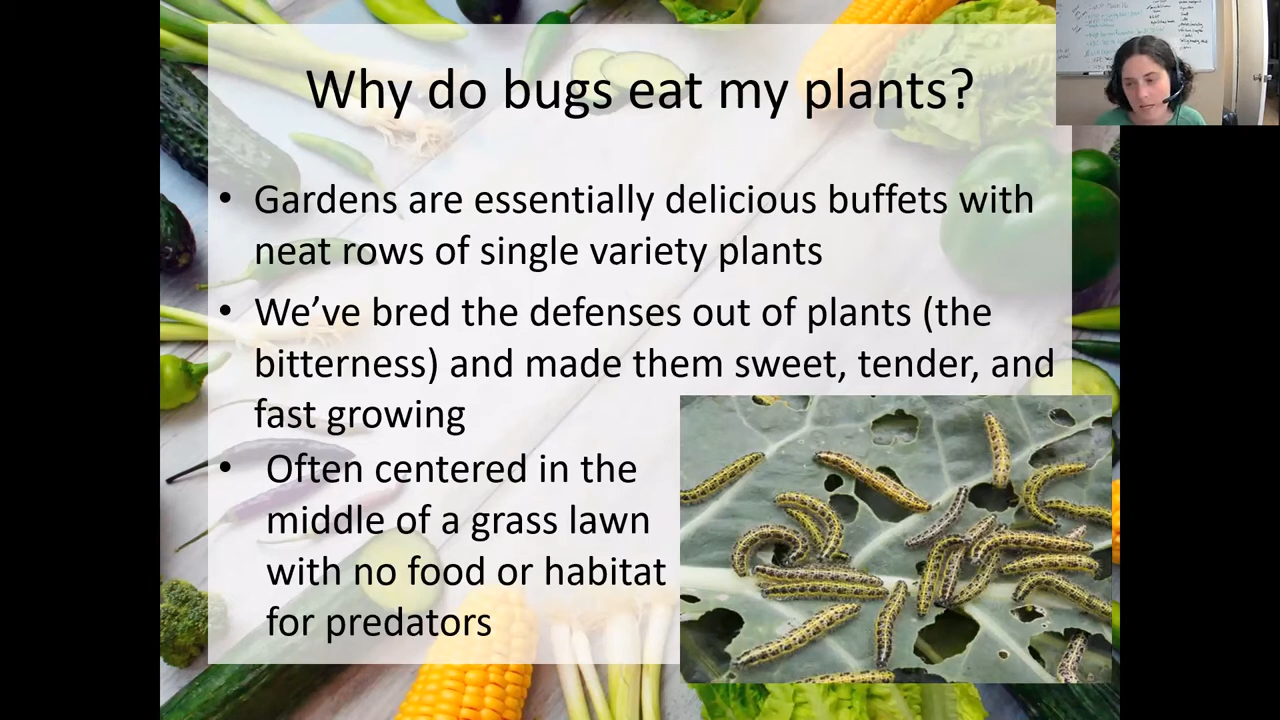 Why do bugs eat my plants?
• Gardens are essentially delicious buffets with
neat rows of single variety plants
• We’ve bred the defenses out of plants (the
bitterness) and made them sweet, tender, and
fast growing
• Often centered in the
middle of a grass lawn
with no food or habitat
for predators